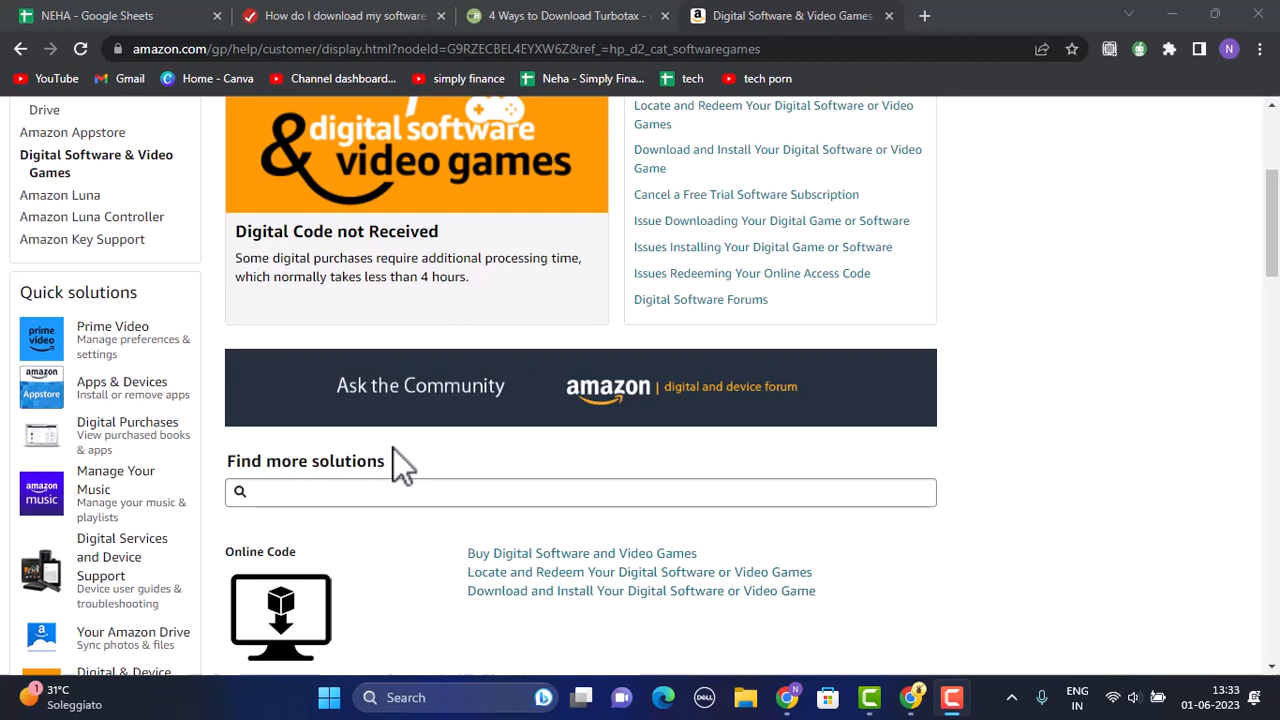 NEHA - Google Sheets
How do I download my software
4 Ways to Download Turbotax -
Digital Software & Video Games
amazon.com/gp/help/customer/display.html?nodeId=G9RZECBEL4EYXW6Z&ref_=hp_d2_cat_softwaregames
N
YouTube
Gmail
Home - Canva
Channel dashboard...
simply finance
Neha - Simply Fina...
tech
tech porn
Drive
Amazon Appstore
Digital Software & Video
Games
Amazon Luna
Amazon Luna Controller
Amazon Key Support
Quick solutions
prime
video
Prime Video
Manage preferences &
settings
amazon
Appstore
Apps & Devices
Install or remove apps
Digital Purchases
View purchased books
& apps
amazon
music
Manage Your
Music
Manage your music &
playlists
Digital Services
and Device
Support
Device user guides &
troubleshooting
Your Amazon Drive
Sync photos & files
Digital & Device
digital software
& video games
Digital Code not Received
Some digital purchases require additional processing time,
which normally takes less than 4 hours.
Locate and Redeem Your Digital Software or Video
Games
Download and Install Your Digital Software or Video
Game
Cancel a Free Trial Software Subscription
Issue Downloading Your Digital Game or Software
Issues Installing Your Digital Game or Software
Issues Redeeming Your Online Access Code
Digital Software Forums
Ask the Community
amazon | digital and device forum
Find more solutions
Online Code
Buy Digital Software and Video Games
Locate and Redeem Your Digital Software or Video Games
Download and Install Your Digital Software or Video Game
1
31°C
Soleggiato
Search
DELL
N
ENG
IN
13:33
01-06-2023